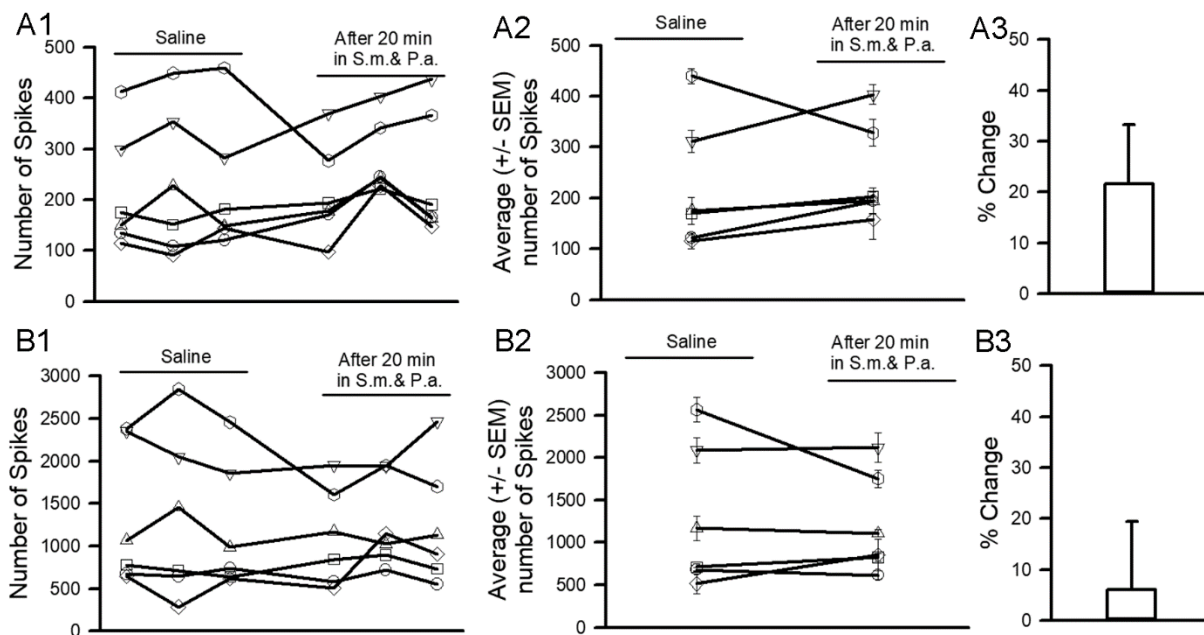 A1
Saline
After 20 min
in S.m.& P.a.
Number of Spikes
500
400
300
200
100
0
A2
Saline
After 20 min
in S.m.& P.a.
Average (+/- SEM)
number of Spikes
500
400
300
200
100
0
A3
% Change
50
40
30
20
10
0
B1
Saline
After 20 min
in S.m.& P.a.
Number of Spikes
3000
2500
2000
1500
1000
500
0
B2
Saline
After 20 min
in S.m.& P.a.
Average (+/- SEM)
number of Spikes
3000
2500
2000
1500
1000
500
0
B3
% Change
50
40
30
20
10
0